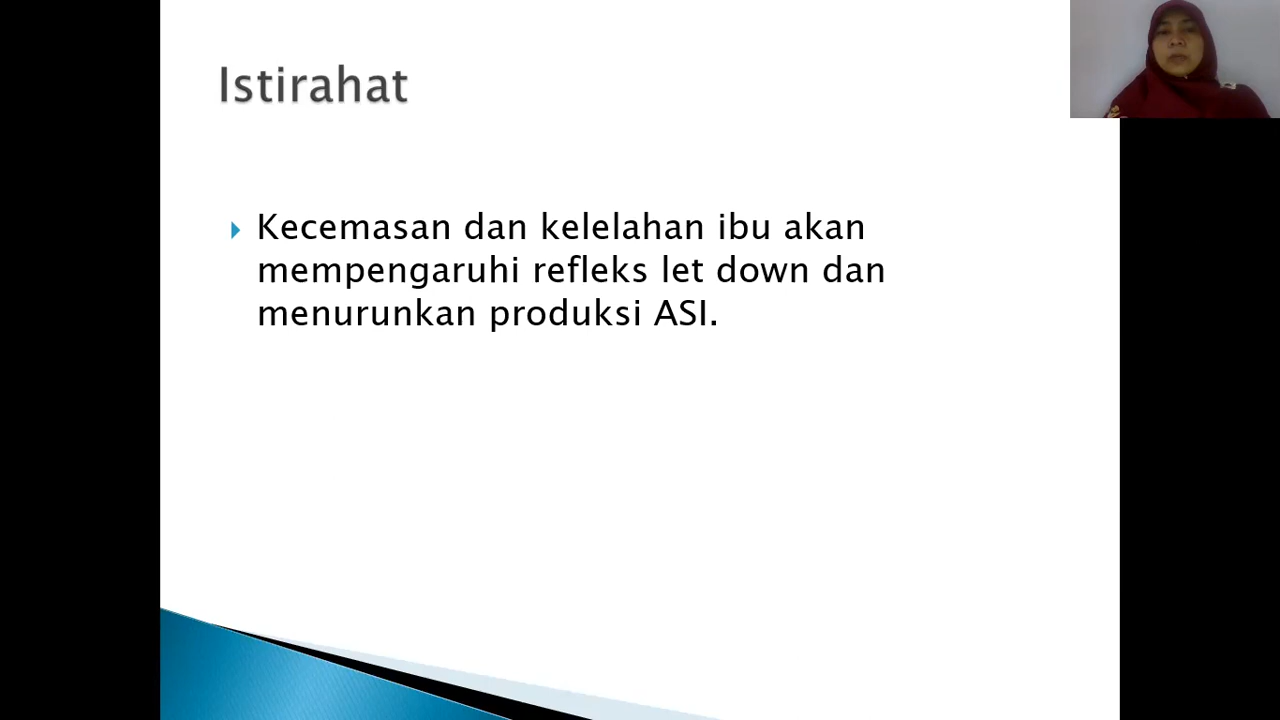 Istirahat
Kecemasan dan kelelahan ibu akan
mempengaruhi refleks let down dan
menurunkan produksi ASI.